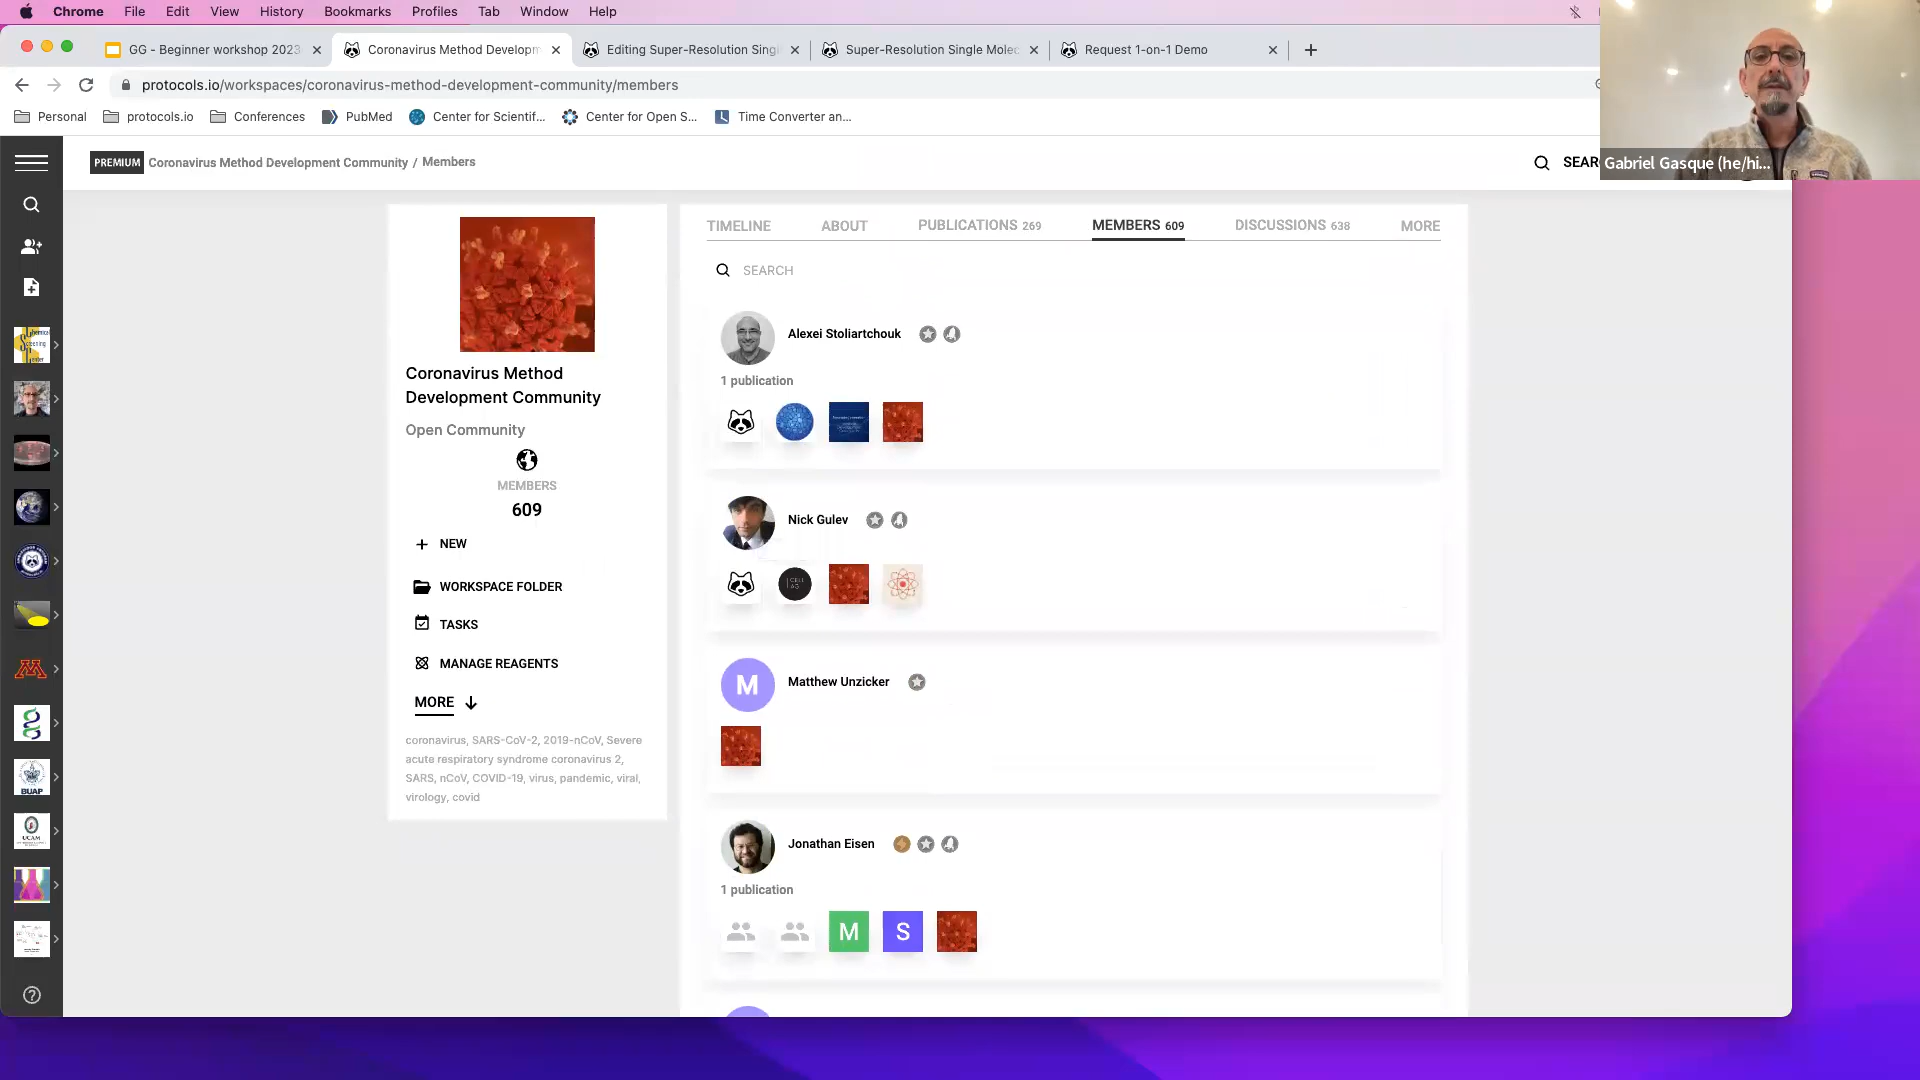 Chrome File Edit View History Bookmarks Profiles Tab Window Help
GG - Beginner workshop 2023 Coronavirus Method Developm Editing Super-Resolution Singl Super-Resolution Single Molec Request 1-on-1 Demo
protocols.io/workspaces/coronavirus-method-development-community/members
Personal protocols.io Conferences PubMed Center for Scientif... Center for Open S... Time Converter an...
PREMIUM Coronavirus Method Development Community / Members
SEAR
Gabriel Gasque (he/hi...
Coronavirus Method
Development Community
Open Community
MEMBERS
609
+ NEW
WORKSPACE FOLDER
TASKS
MANAGE REAGENTS
MORE
coronavirus, SARS-CoV-2, 2019-nCoV, Severe
acute respiratory syndrome coronavirus 2,
SARS, nCoV, COVID-19, virus, pandemic, viral,
virology, covid
TIMELINE ABOUT PUBLICATIONS 269 MEMBERS 609 DISCUSSIONS 638 MORE
SEARCH
Alexei Stoliartchouk
1 publication
Nick Gulev
M Matthew Unzicker
Jonathan Eisen
1 publication
M S
BUAP
UCAM